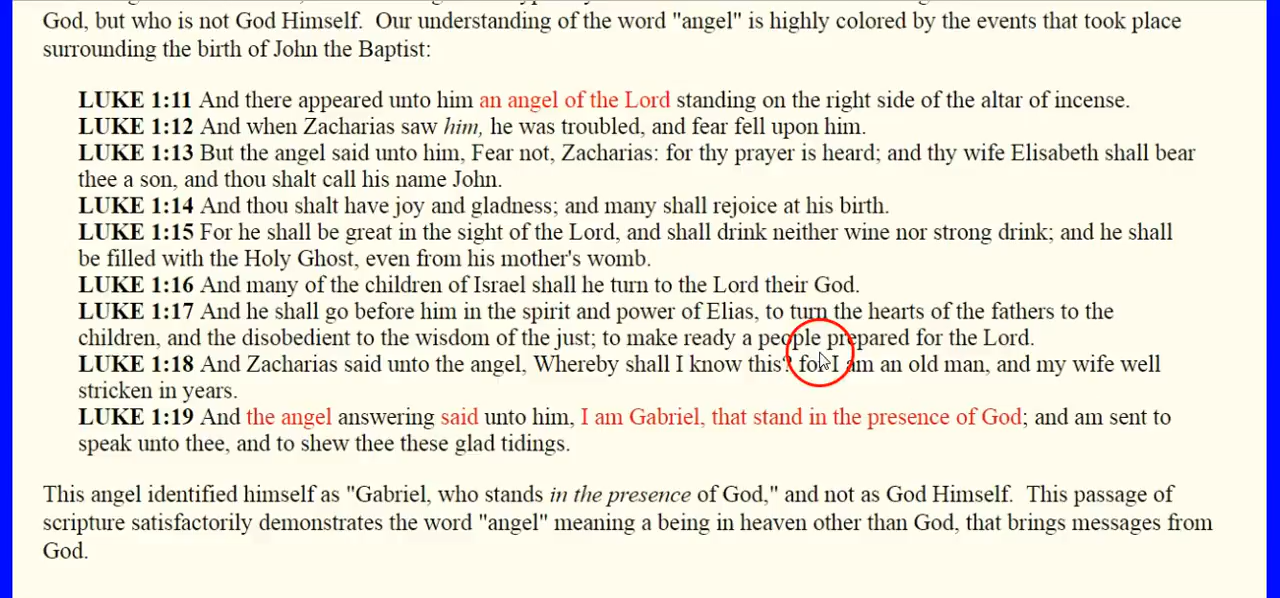 God, but who is not God Himself.  Our understanding of the word "angel" is highly colored by the events that took place
surrounding the birth of John the Baptist:
LUKE 1:11 And there appeared unto him an angel of the Lord standing on the right side of the altar of incense.
LUKE 1:12 And when Zacharias saw him, he was troubled, and fear fell upon him.
LUKE 1:13 But the angel said unto him, Fear not, Zacharias: for thy prayer is heard; and thy wife Elisabeth shall bear
thee a son, and thou shalt call his name John.
LUKE 1:14 And thou shalt have joy and gladness; and many shall rejoice at his birth.
LUKE 1:15 For he shall be great in the sight of the Lord, and shall drink neither wine nor strong drink; and he shall
be filled with the Holy Ghost, even from his mother's womb.
LUKE 1:16 And many of the children of Israel shall he turn to the Lord their God.
LUKE 1:17 And he shall go before him in the spirit and power of Elias, to turn the hearts of the fathers to the
children, and the disobedient to the wisdom of the just; to make ready a people prepared for the Lord.
LUKE 1:18 And Zacharias said unto the angel, Whereby shall I know this? for I am an old man, and my wife well
stricken in years.
LUKE 1:19 And the angel answering said unto him, I am Gabriel, that stand in the presence of God; and am sent to
speak unto thee, and to shew thee these glad tidings.
This angel identified himself as "Gabriel, who stands in the presence of God," and not as God Himself.  This passage of
scripture satisfactorily demonstrates the word "angel" meaning a being in heaven other than God, that brings messages from
God.